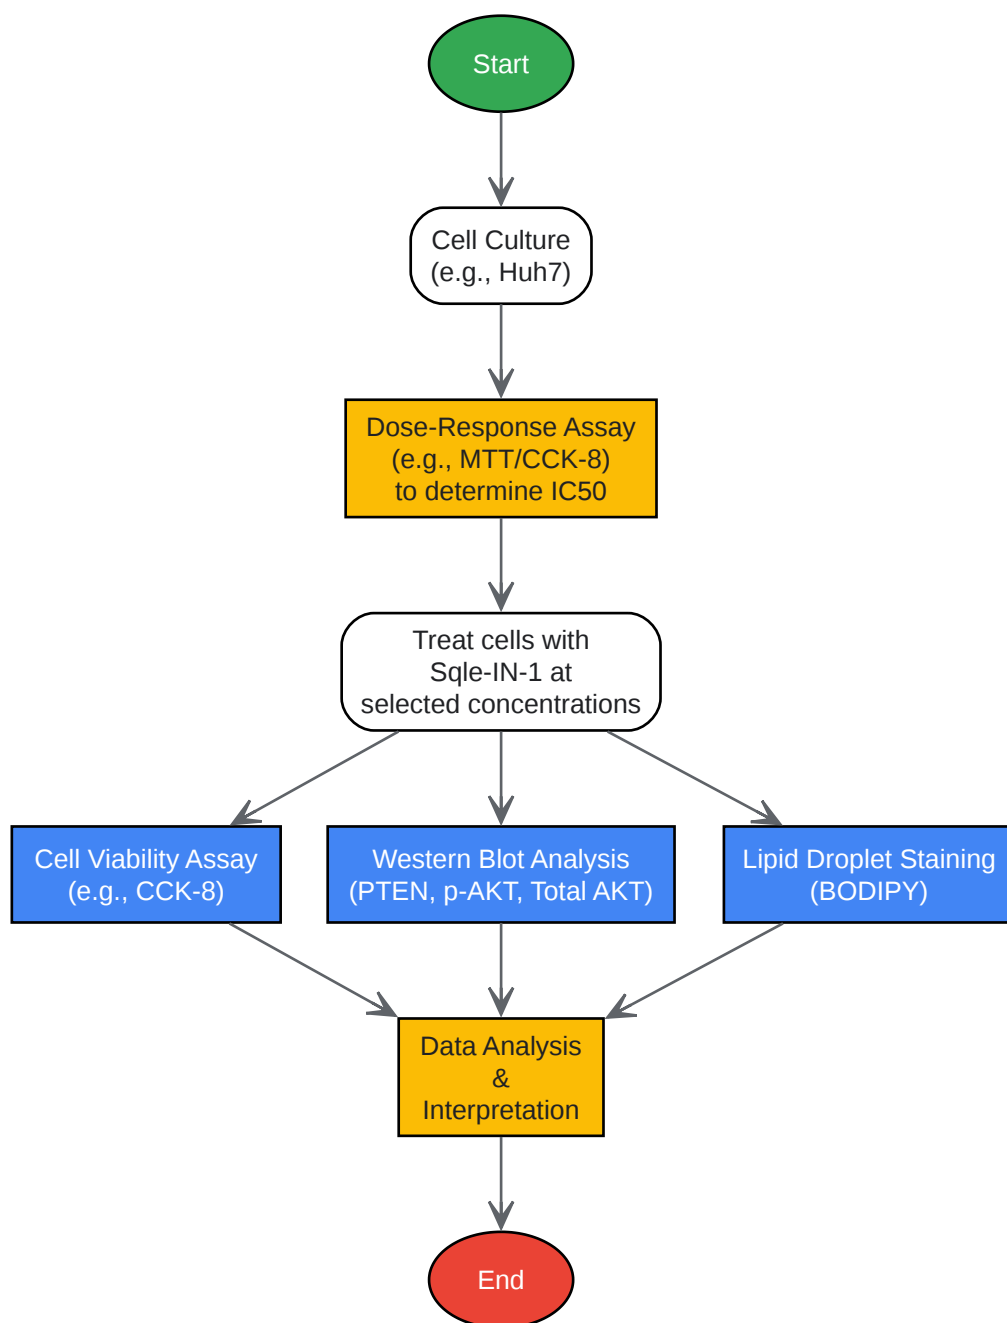 Start
Cell Culture
(e.g., Huh7)
Dose-Response Assay
(e.g., MTT/CCK-8)
to determine IC50
Treat cells with
Sqle-IN-1 at
selected concentrations
Cell Viability Assay
(e.g., CCK-8)
Western Blot Analysis
(PTEN, p-AKT, Total AKT)
Lipid Droplet Staining
(BODIPY)
Data Analysis
&
Interpretation
End